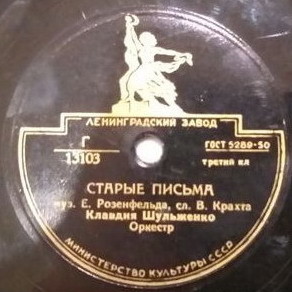 ЛЕНИНГРАДСКИЙ ЗАВОД
Г
13103
ГОСТ 5289-50
третий кл
СТАРЫЕ ПИСЬМА
муз. Е. Розенфельда, сл. В. Крахта
Клавдия Шульженко
Оркестр
МИНИСТЕРСТВО КУЛЬТУРЫ СССР